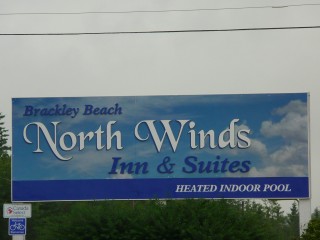 Brackley Beach
North Winds
Inn & Suites
HEATED INDOOR POOL